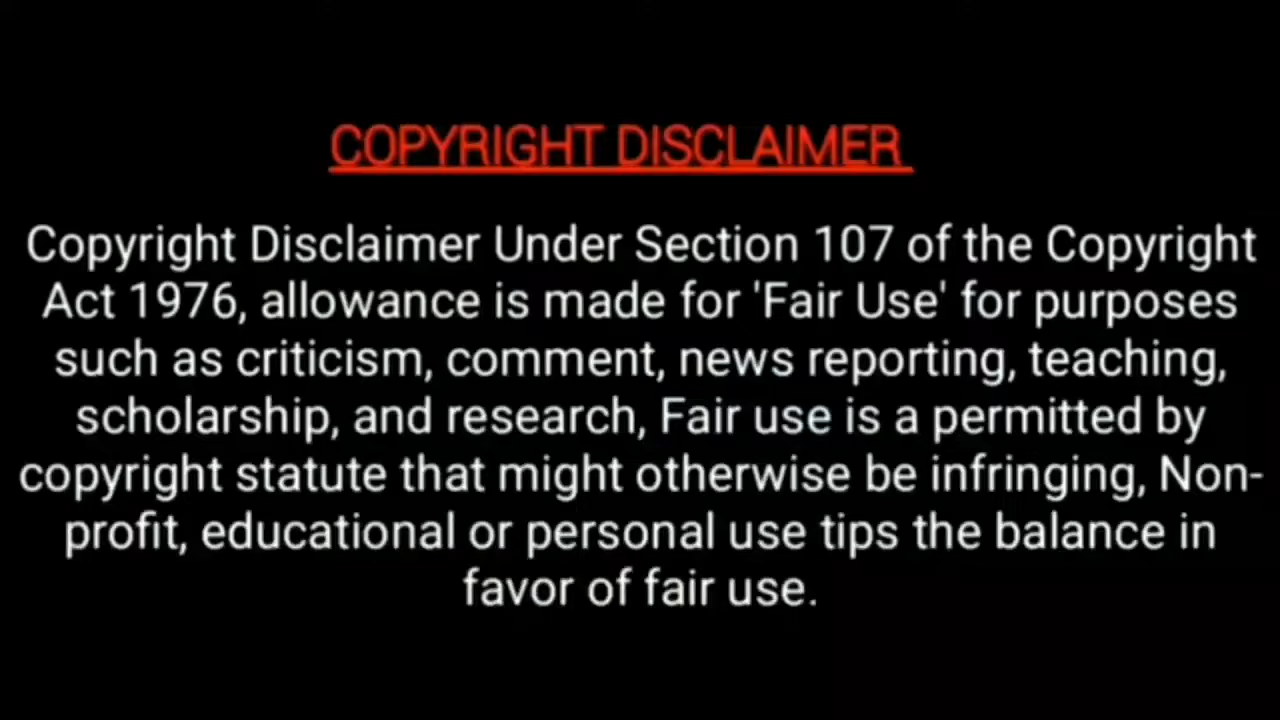 COPYRIGHT DISCLAIMER
Copyright Disclaimer Under Section 107 of the Copyright
Act 1976, allowance is made for 'Fair Use' for purposes
such as criticism, comment, news reporting, teaching,
scholarship, and research, Fair use is a permitted by
copyright statute that might otherwise be infringing, Non-
profit, educational or personal use tips the balance in
favor of fair use.